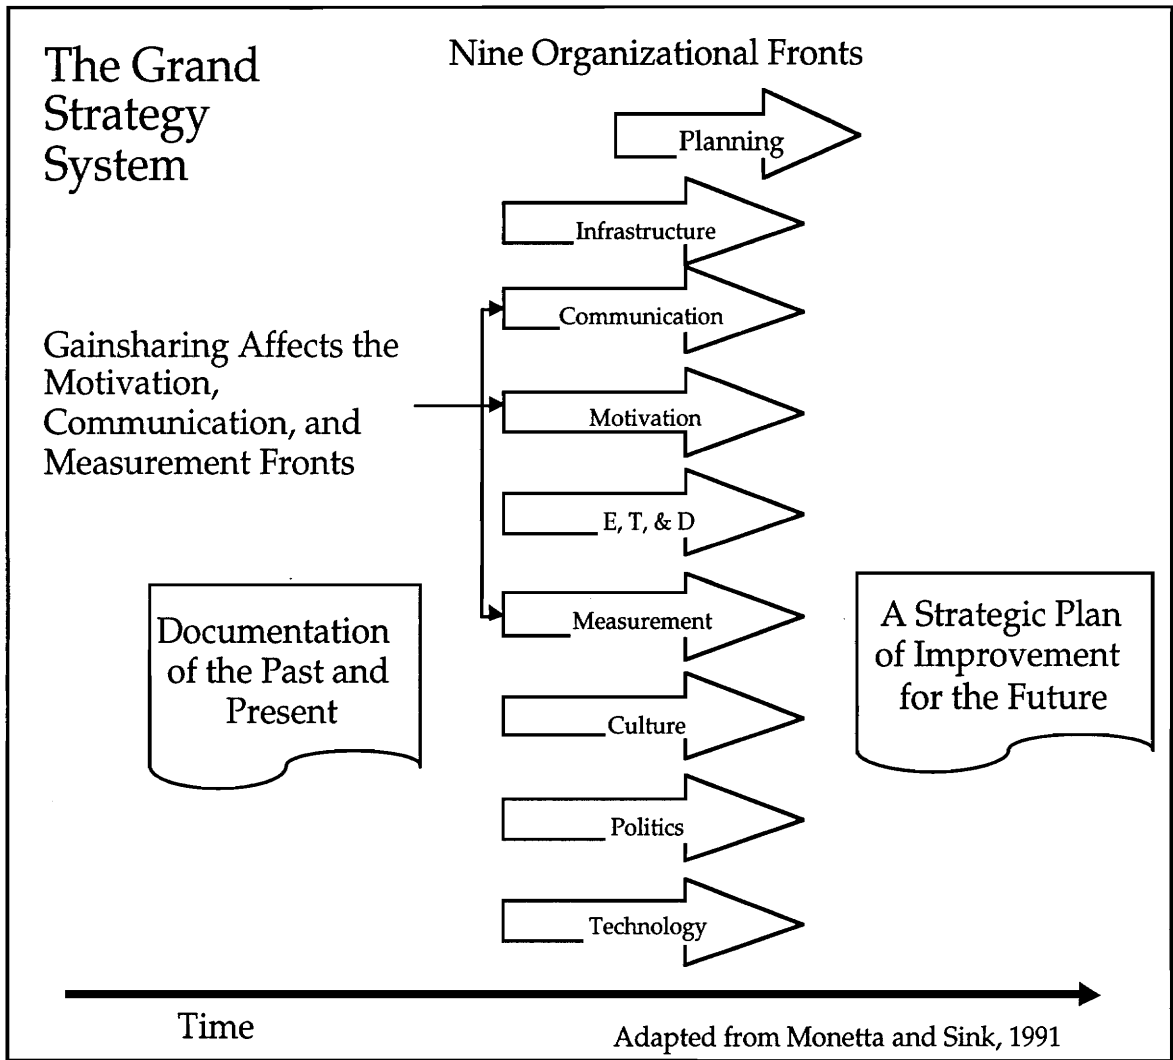 The Grand
Strategy
System
Nine Organizational Fronts
Planning
Infrastructure
Communication
Gainsharing Affects the
Motivation,
Communication, and
Measurement Fronts
Motivation
E, T, & D
Measurement
Documentation
of the Past and
Present
A Strategic Plan
of Improvement
for the Future
Culture
Politics
Technology
Time
Adapted from Monetta and Sink, 1991